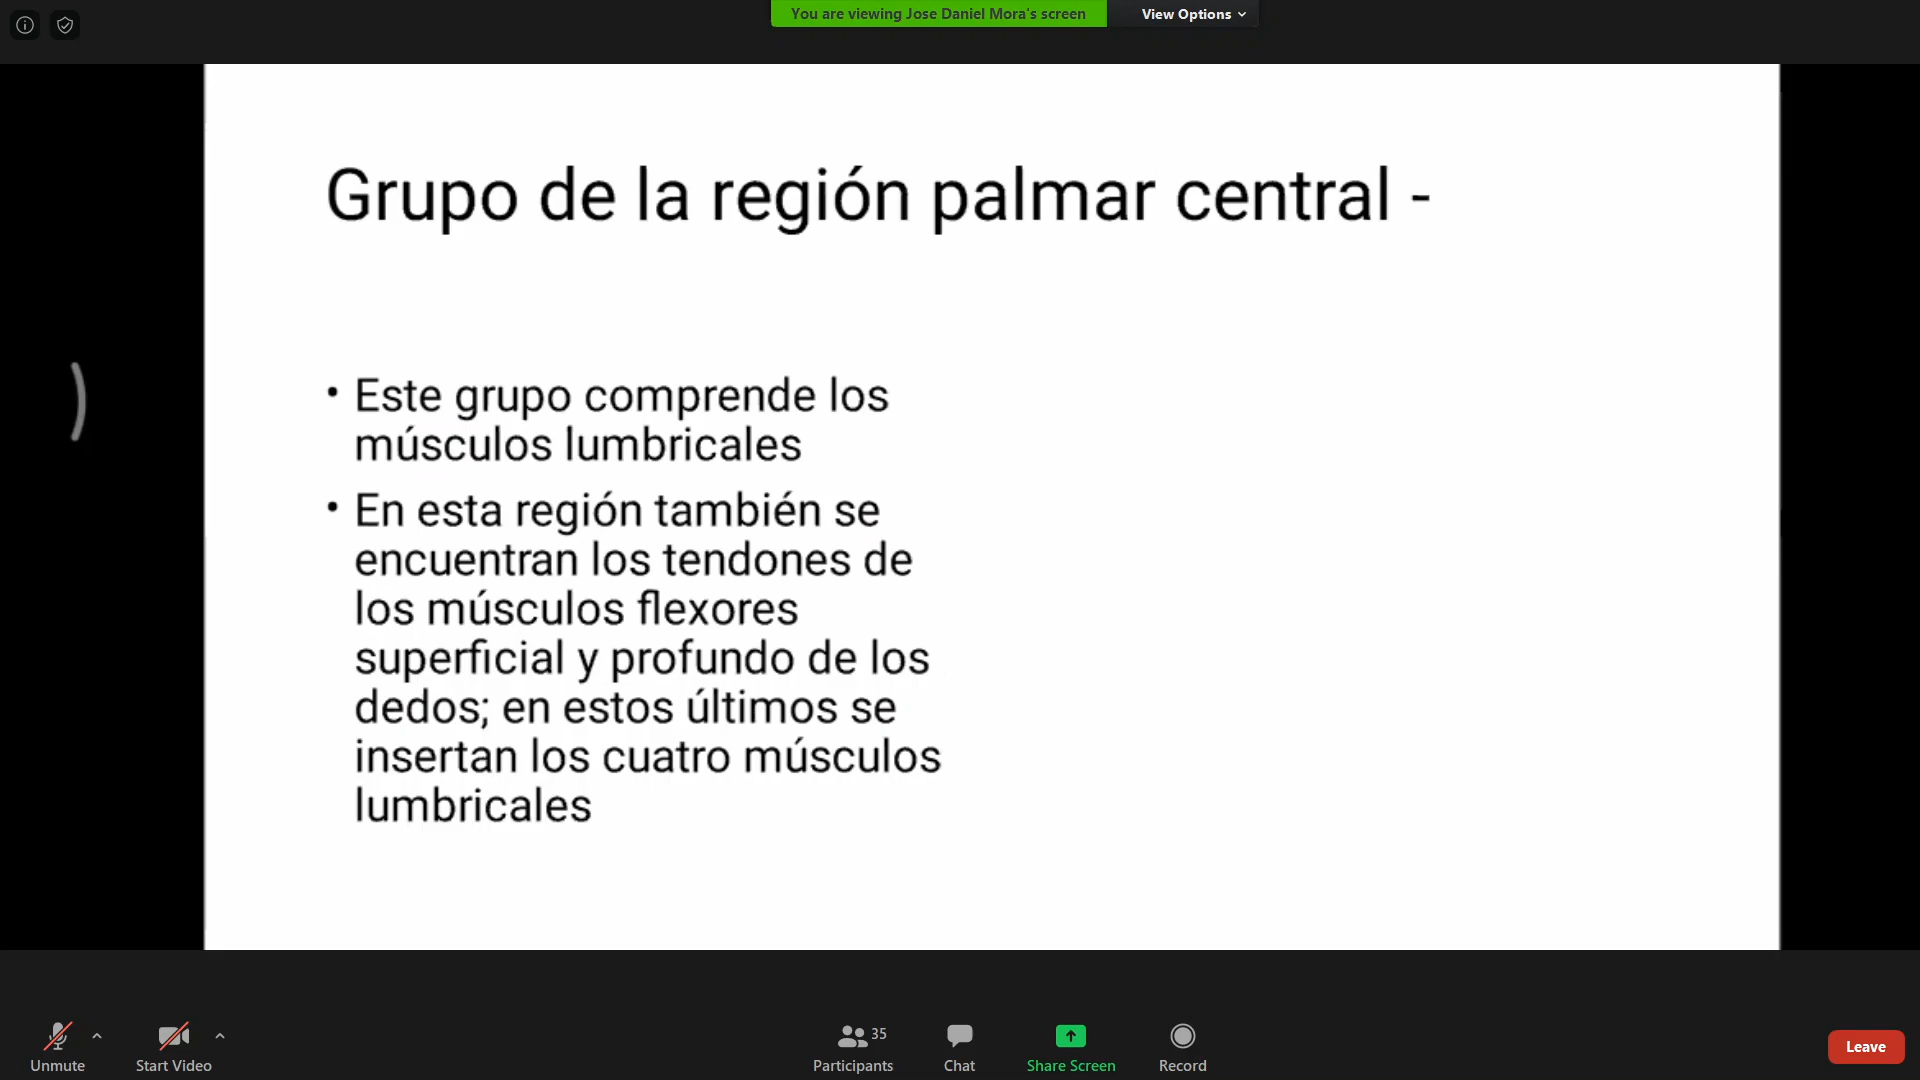 You are viewing Jose Daniel Mora's screen
View Options
Grupo de la región palmar central -
• Este grupo comprende los
músculos lumbricales
• En esta región también se
encuentran los tendones de
los músculos flexores
superficial y profundo de los
dedos; en estos últimos se
insertan los cuatro músculos
lumbricales
35
Unmute
Start Video
Participants
Chat
Share Screen
Record
Leave